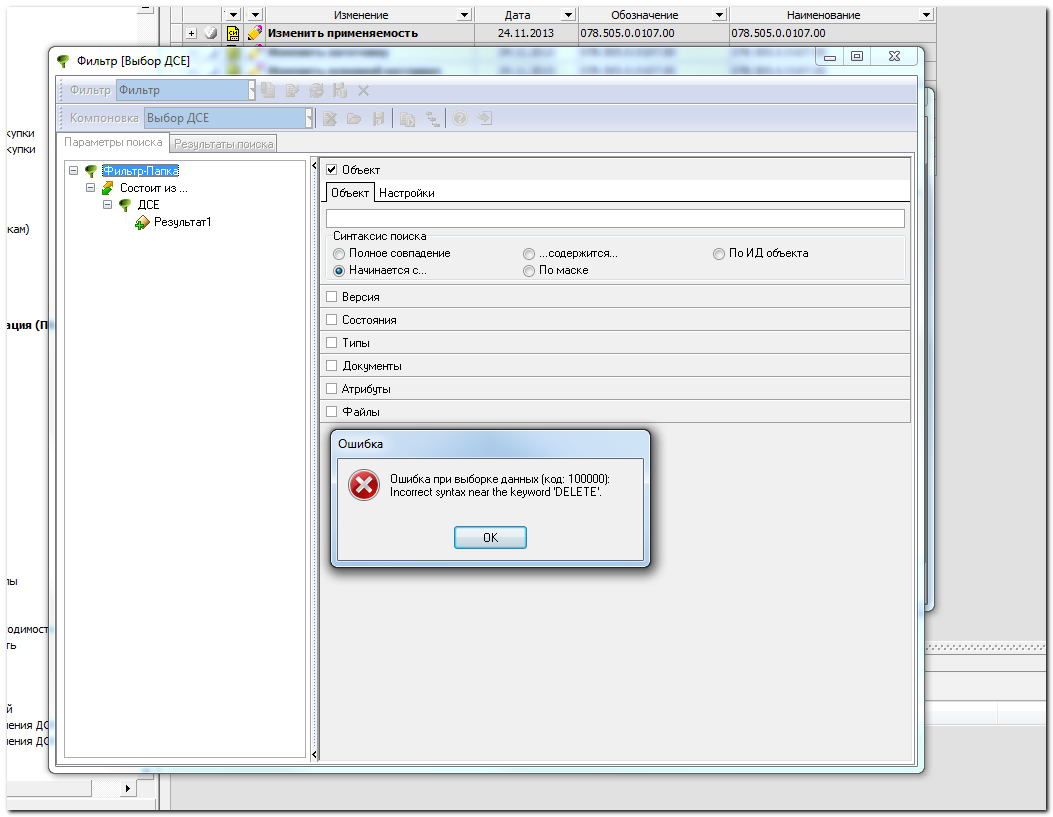 Изменение
Дата
Обозначение
Наименование
Изменить применяемость
24.11.2013
078.505.0.0107.00
078.505.0.0107.00
Фильтр [Выбор ДСЕ]
Фильтр
Фильтр
Компоновка
Выбор ДСЕ
Параметры поиска
Результаты поиска
Фильтр-Папка
Состоит из ...
ДСЕ
Результат1
Объект
Объект
Настройки
Синтаксис поиска
Полное совпадение
...содержится...
По ИД объекта
Начинается с...
По маске
Версия
Состояния
Типы
Документы
Атрибуты
Файлы
Ошибка
Ошибка при выборке данных (код: 100000):
Incorrect syntax near the keyword 'DELETE'.
OK
купки
купки
кам)
ация (П
лы
одимост
ть
й
нения ДС
нения ДС